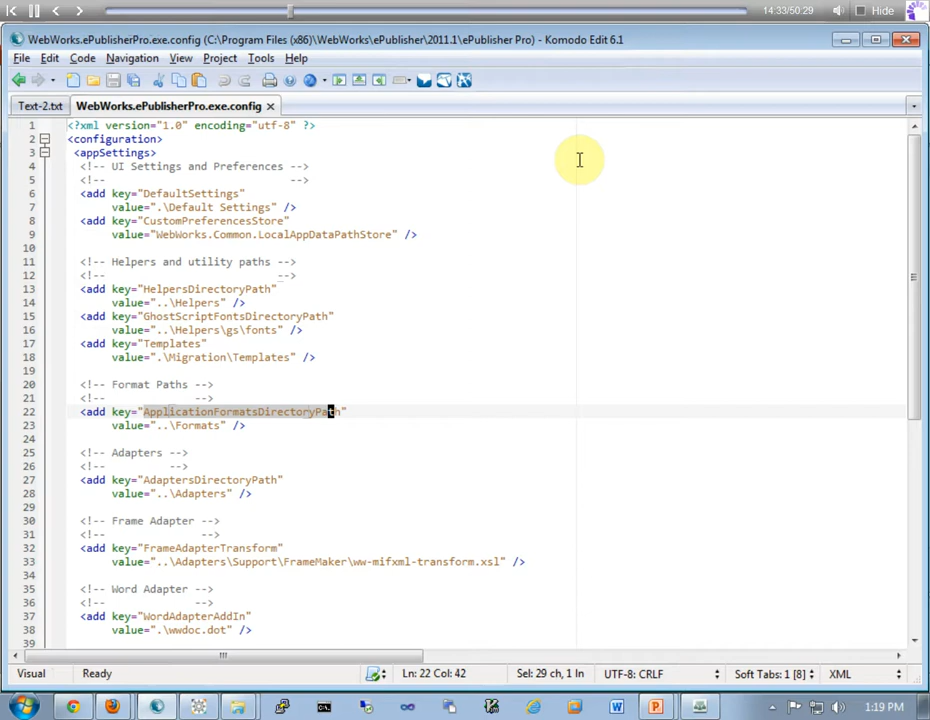 14.33/50:29 Hide
WebWorks.ePublisherPro.exe.config (C:\Program Files (x86)\WebWorks\ePublisher\2011.1\ePublisher Pro) - Komodo Edit 6.1
File Edit Code Navigation View Project Tools Help
Text-2.txt WebWorks.ePublisherPro.exe.config
1 <?xml version="1.0" encoding="utf-8" ?>
2 <configuration>
3 <appSettings>
4 <!-- UI Settings and Preferences -->
5 <!-- -->
6 <add key="DefaultSettings"
7 value=".\Default Settings" />
8 <add key="CustomPreferencesStore"
9 value="WebWorks.Common.LocalAppDataPathStore" />
10
11 <!-- Helpers and utility paths -->
12 <!-- -->
13 <add key="HelpersDirectoryPath"
14 value="..\Helpers" />
15 <add key="GhostScriptFontsDirectoryPath"
16 value="..\Helpers\gs\fonts" />
17 <add key="Templates"
18 value=".\Migration\Templates" />
19
20 <!-- Format Paths -->
21 <!-- -->
22 <add key="ApplicationFormatsDirectoryPath"
23 value="..\Formats" />
24
25 <!-- Adapters -->
26 <!-- -->
27 <add key="AdaptersDirectoryPath"
28 value="..\Adapters" />
29
30 <!-- Frame Adapter -->
31 <!-- -->
32 <add key="FrameAdapterTransform"
33 value="..\Adapters\Support\FrameMaker\ww-mifxml-transform.xsl" />
34
35 <!-- Word Adapter -->
36 <!-- -->
37 <add key="WordAdapterAddIn"
38 value=".\wwdoc.dot" />
39
Visual Ready Ln: 22 Col: 42 Sel: 29 ch, 1 ln UTF-8: CRLF Soft Tabs: 1 [8] XML
1:19 PM